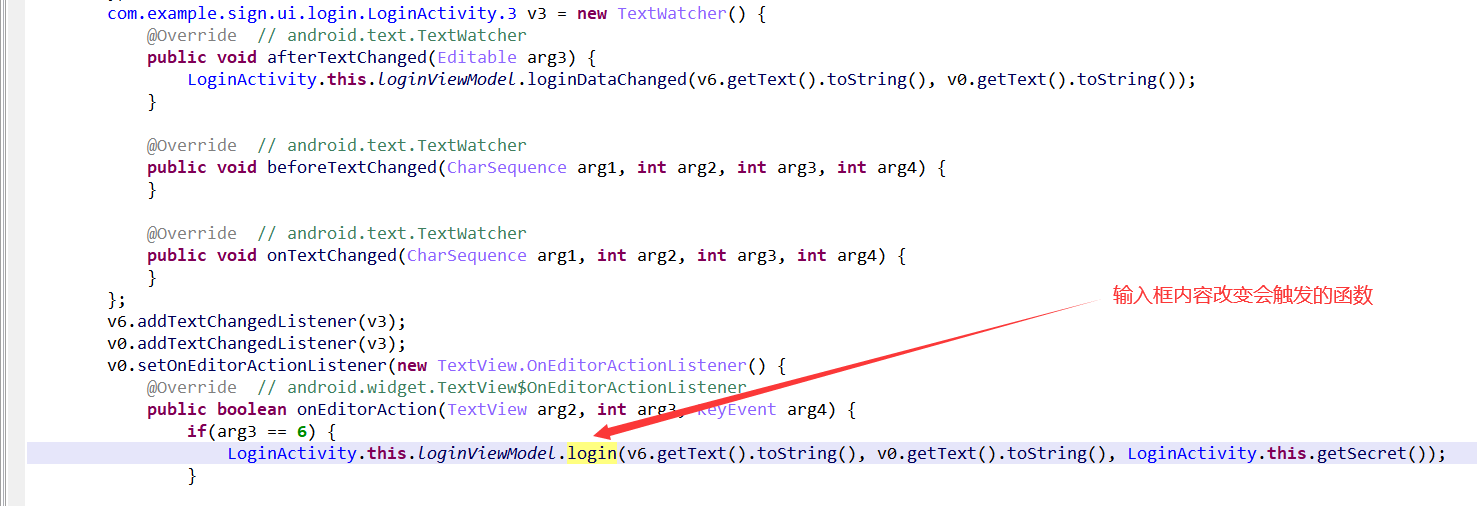 com.example.sign.ui.login.LoginActivity.3 v3 = new TextWatcher() {
@Override // android.text.TextWatcher
public void afterTextChanged(Editable arg3) {
LoginActivity.this.loginViewModel.loginDataChanged(v6.getText().toString(), v0.getText().toString());
}
@Override // android.text.TextWatcher
public void beforeTextChanged(CharSequence arg1, int arg2, int arg3, int arg4) {
}
@Override // android.text.TextWatcher
public void onTextChanged(CharSequence arg1, int arg2, int arg3, int arg4) {
}
};
输入框内容改变会触发的函数
v6.addTextChangedListener(v3);
v0.addTextChangedListener(v3);
v0.setOnEditorActionListener(new TextView.OnEditorActionListener() {
@Override // android.widget.TextView$OnEditorActionListener
public boolean onEditorAction(TextView arg2, int arg3, KeyEvent arg4) {
if(arg3 == 6) {
LoginActivity.this.loginViewModel.login(v6.getText().toString(), v0.getText().toString(), LoginActivity.this.getSecret());
}